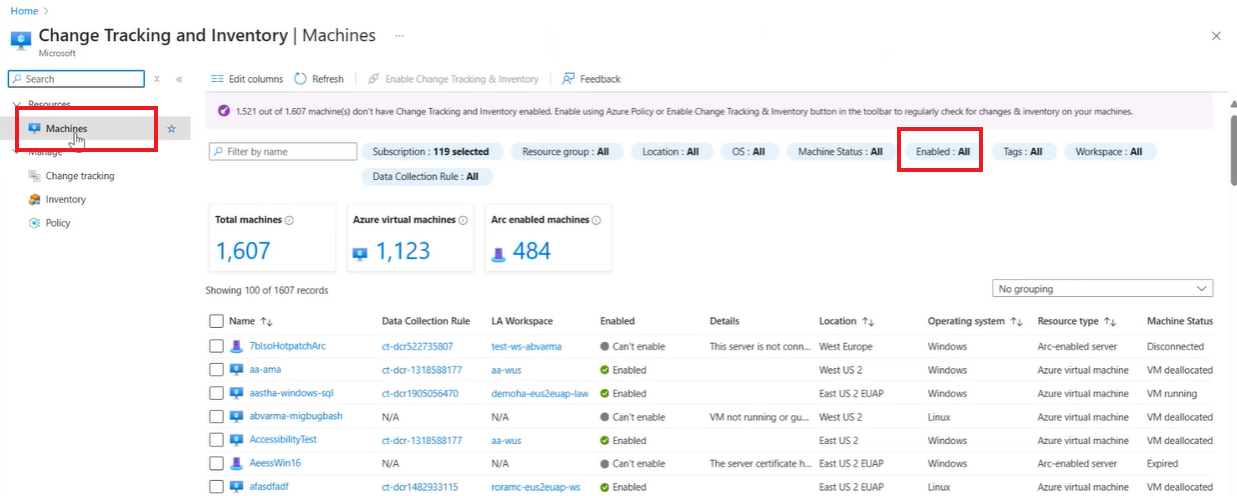 Home
Change Tracking and Inventory | Machines ...
Microsoft
Search
Edit columns Refresh Enable Change Tracking & Inventory Feedback
Resources
Machines
Manage
Change tracking
Inventory
Policy
1,521 out of 1,607 machine(s) don't have Change Tracking and Inventory enabled. Enable using Azure Policy or Enable Change Tracking & Inventory button in the toolbar to regularly check for changes & inventory on your machines.
Filter by name Subscription : 119 selected Resource group : All Location : All OS : All Machine Status : All Enabled : All Tags : All Workspace : All
Data Collection Rule : All
Total machines Azure virtual machines Arc enabled machines
1,607 1,123 484
Showing 100 of 1607 records No grouping
Name Data Collection Rule LA Workspace Enabled Details Location Operating system Resource type Machine Status
7bIsoHotpatchArc ct-dcr522735807 test-ws-abvarma Can't enable This server is not conn... West Europe Windows Arc-enabled server Disconnected
aa-ama ct-dcr-1318588177 aa-wus Enabled West US 2 Windows Azure virtual machine VM deallocated
aastha-windows-sql ct-dcr1905056470 demoha-eus2euap-law Enabled East US 2 EUAP Windows Azure virtual machine VM running
abvarma-migbugbash N/A N/A Can't enable VM not running or gu... West US 2 Linux Azure virtual machine VM deallocated
AccessibilityTest ct-dcr-1318588177 aa-wus Enabled East US 2 Windows Azure virtual machine VM deallocated
AeessWin16 N/A N/A Can't enable The server certificate h... East US 2 EUAP Windows Arc-enabled server Expired
afasdfadf ct-dcr1482933115 roramc-eus2euap-ws Enabled East US 2 EUAP Linux Azure virtual machine VM deallocated